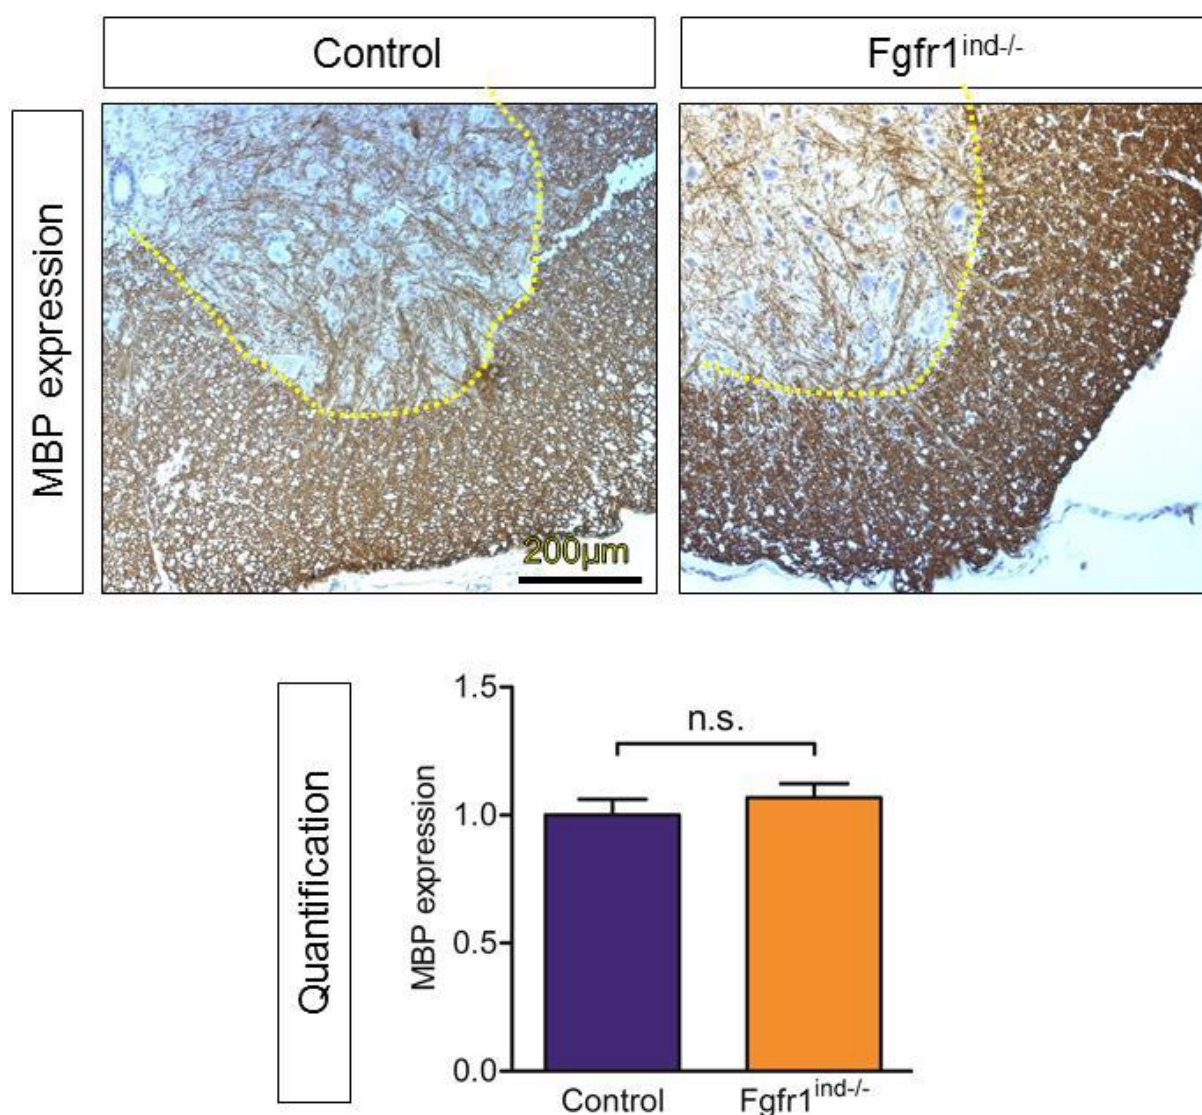 Control
Fgfr1ind-/-
MBP expression
200µm
Quantification
MBP expression
1.5
1.0
0.5
0.0
n.s.
Control
Fgfr1ind-/-